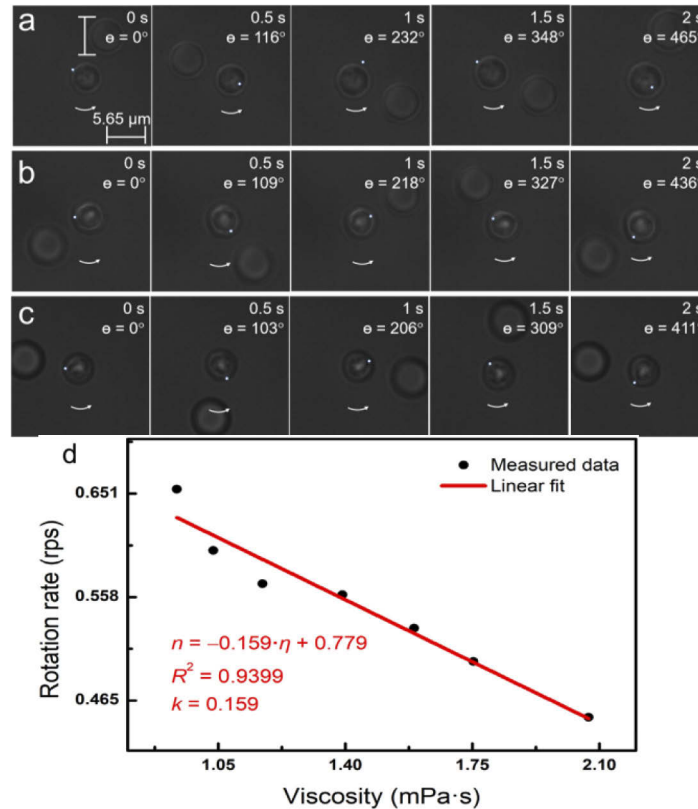 a
0 s
ɵ = 0°
5.65 µm
0.5 s
ɵ = 116°
1 s
ɵ = 232°
1.5 s
ɵ = 348°
2 s
ɵ = 465°
b
0 s
ɵ = 0°
0.5 s
ɵ = 109°
1 s
ɵ = 218°
1.5 s
ɵ = 327°
2 s
ɵ = 436°
c
0 s
ɵ = 0°
0.5 s
ɵ = 103°
1 s
ɵ = 206°
1.5 s
ɵ = 309°
2 s
ɵ = 411°
d
Measured data
Linear fit
0.651
0.558
0.465
Rotation rate (rps)
n = −0.159·η + 0.779
R² = 0.9399
k = 0.159
1.05 1.40 1.75 2.10
Viscosity (mPa·s)